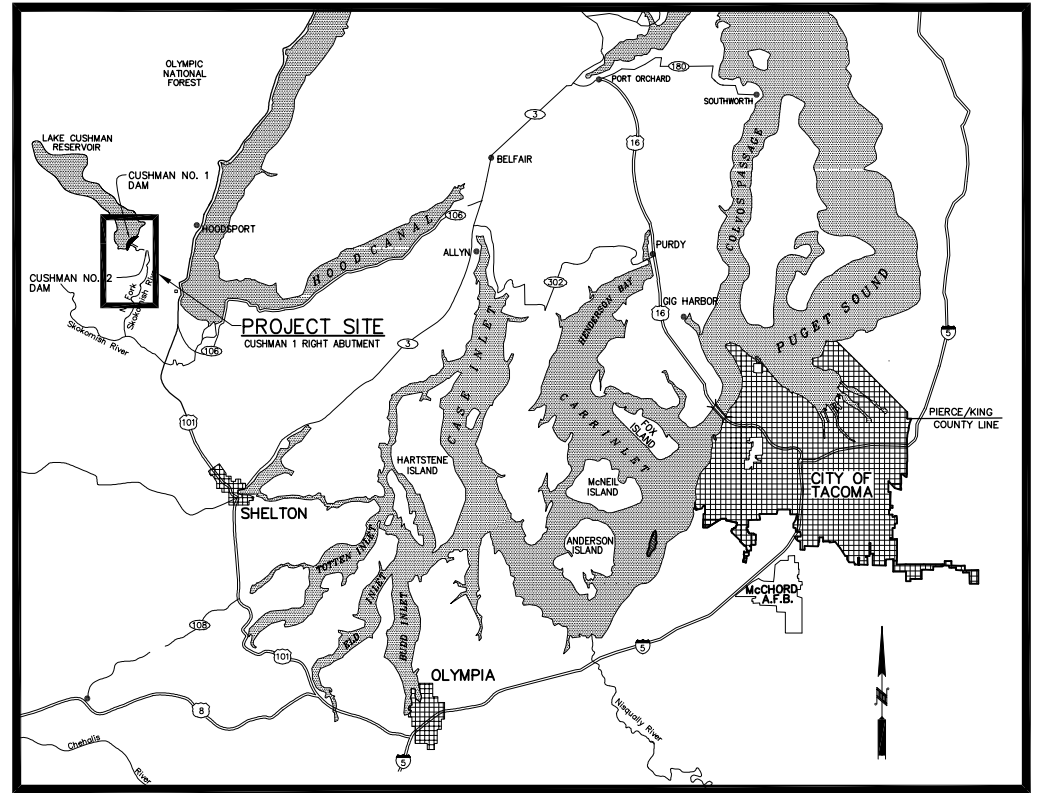 OLYMPIC
NATIONAL
FOREST
180
PORT ORCHARD
SOUTHWORTH
3
16
LAKE CUSHMAN
RESERVOIR
BELFAIR
CUSHMAN NO. 1
DAM
COLVOS PASSAGE
106
HOODSPORT
HOOD CANAL
ALLYN
PURDY
302
CUSHMAN NO. 2
DAM
N. Fork
Skokomish River
HENDERSON BAY
GIG HARBOR
PUGET SOUND
16
5
PROJECT SITE
CUSHMAN 1 RIGHT ABUTMENT
Skokomish River
106
3
CASE INLET
CARR INLET
101
FOX
ISLAND
PIERCE/KING
COUNTY LINE
HARTSTENE
ISLAND
McNEIL
ISLAND
CITY OF
TACOMA
SHELTON
ANDERSON
ISLAND
TOTTEN INLET
McCHORD
A.F.B.
ELD INLET
BUDD INLET
108
101
5
OLYMPIA
8
N
Nisqually River
Chehalis
River
5